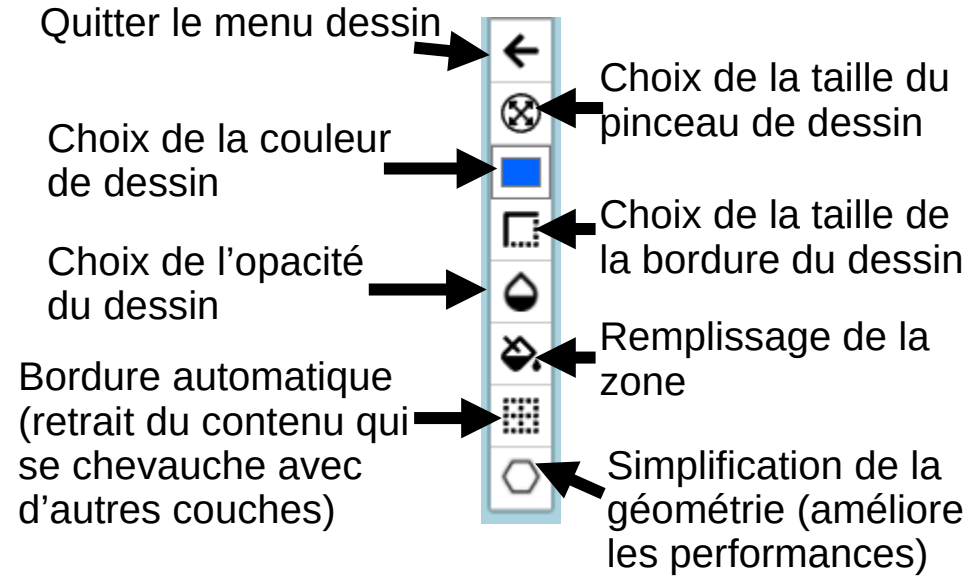 Quitter le menu dessin
Choix de la taille du
pinceau de dessin
Choix de la couleur
de dessin
Choix de la taille de
la bordure du dessin
Choix de l’opacité
du dessin
Remplissage de la
zone
Bordure automatique
(retrait du contenu qui
se chevauche avec
d’autres couches)
Simplification de la
géométrie (améliore
les performances)